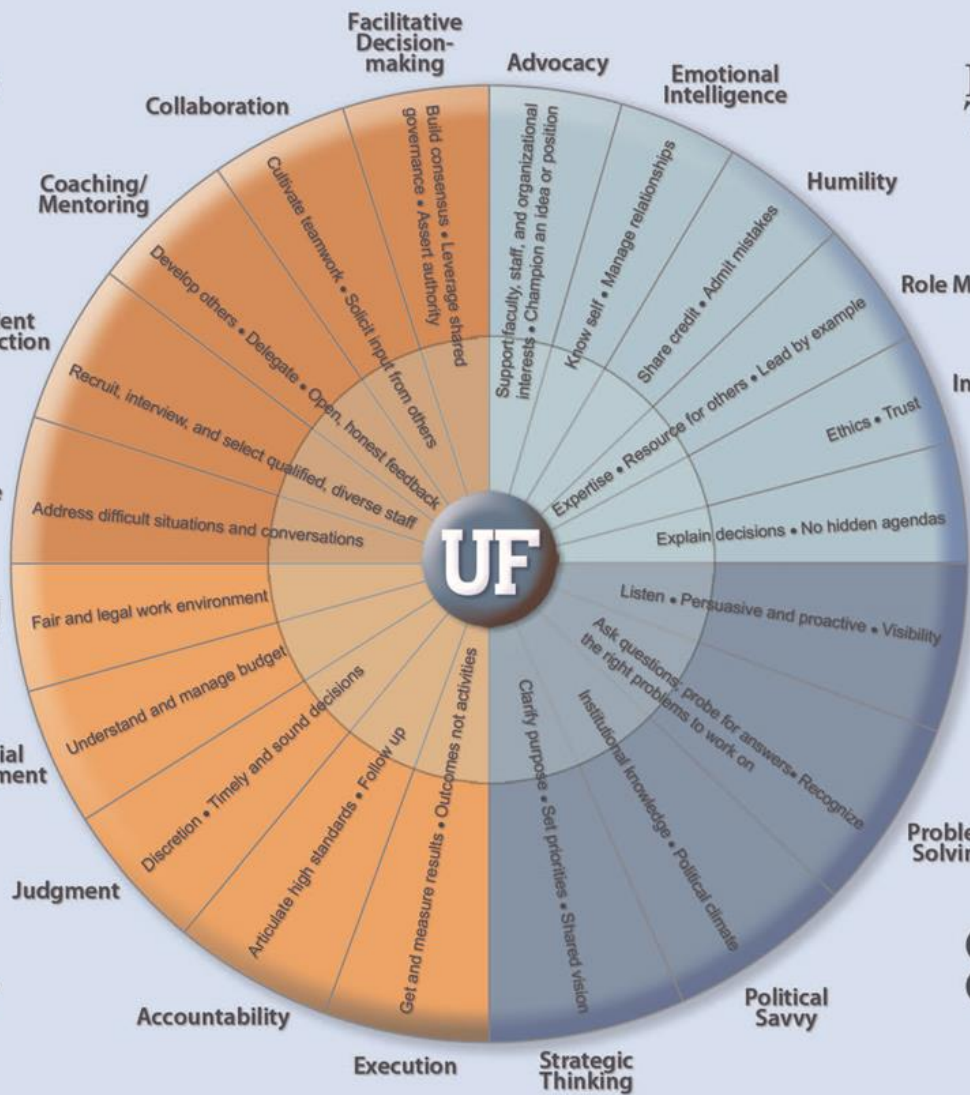 Facilitative
Decision-
making
Advocacy
Emotional
Intelligence
Humility
Role M
In
Proble
Solvin
Political
Savvy
Strategic
Thinking
Execution
Accountability
Judgment
ial
ment
ent
ction
Coaching/
Mentoring
Collaboration
Build consensus • Leverage shared
governance • Assert authority
Support faculty, staff, and organizational
interests • Champion an idea or position
Know self • Manage relationships
Share credit • Admit mistakes
Expertise • Resource for others • Lead by example
Ethics • Trust
Explain decisions • No hidden agendas
Listen • Persuasive and proactive • Visibility
Ask questions; probe for answers • Recognize
the right problems to work on
Institutional knowledge • Political climate
Clarify purpose • Set priorities • Shared vision
Get and measure results • Outcomes not activities
Articulate high standards • Follow up
Discretion • Timely and sound decisions
Understand and manage budget
Fair and legal work environment
Address difficult situations and conversations
Recruit, interview, and select qualified, diverse staff
Develop others • Delegate • Open, honest feedback
Cultivate teamwork • Solicit input from others
UF